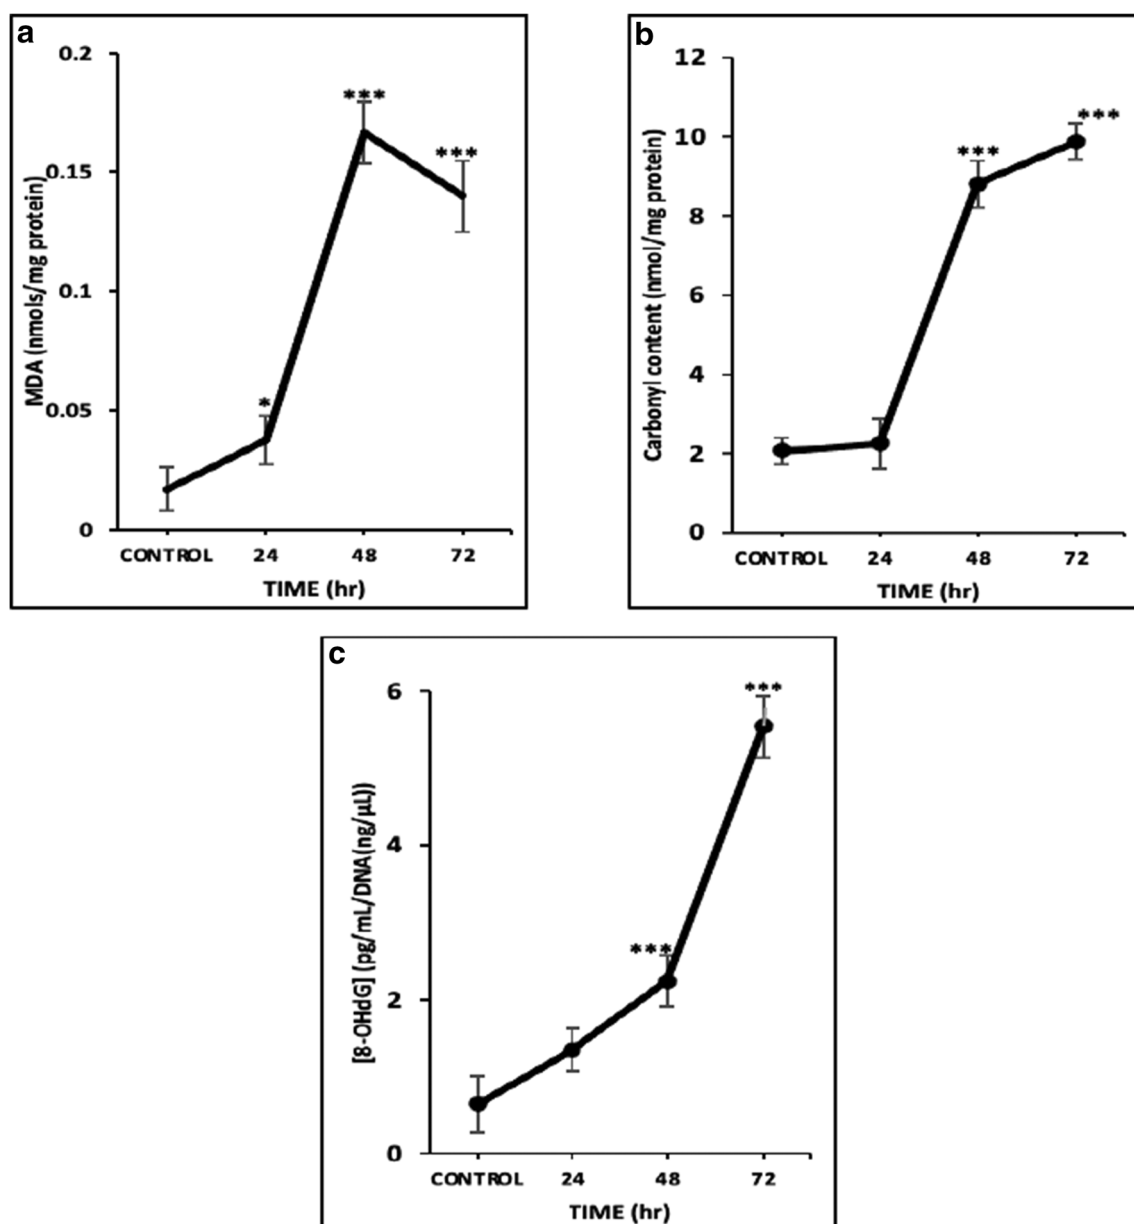 a
0.2
***
***
0.15
MDA (nmols/mg protein)
0.1
*
0.05
0
CONTROL 24 48 72
TIME (hr)
b
12
***
10
***
Carbonyl content (nmol/mg protein)
8
6
4
2
0
CONTROL 24 48 72
TIME (hr)
c
6
***
[8-OHdG] (pg/mL/DNA(ng/µL))
4
***
2
0
CONTROL 24 48 72
TIME (hr)